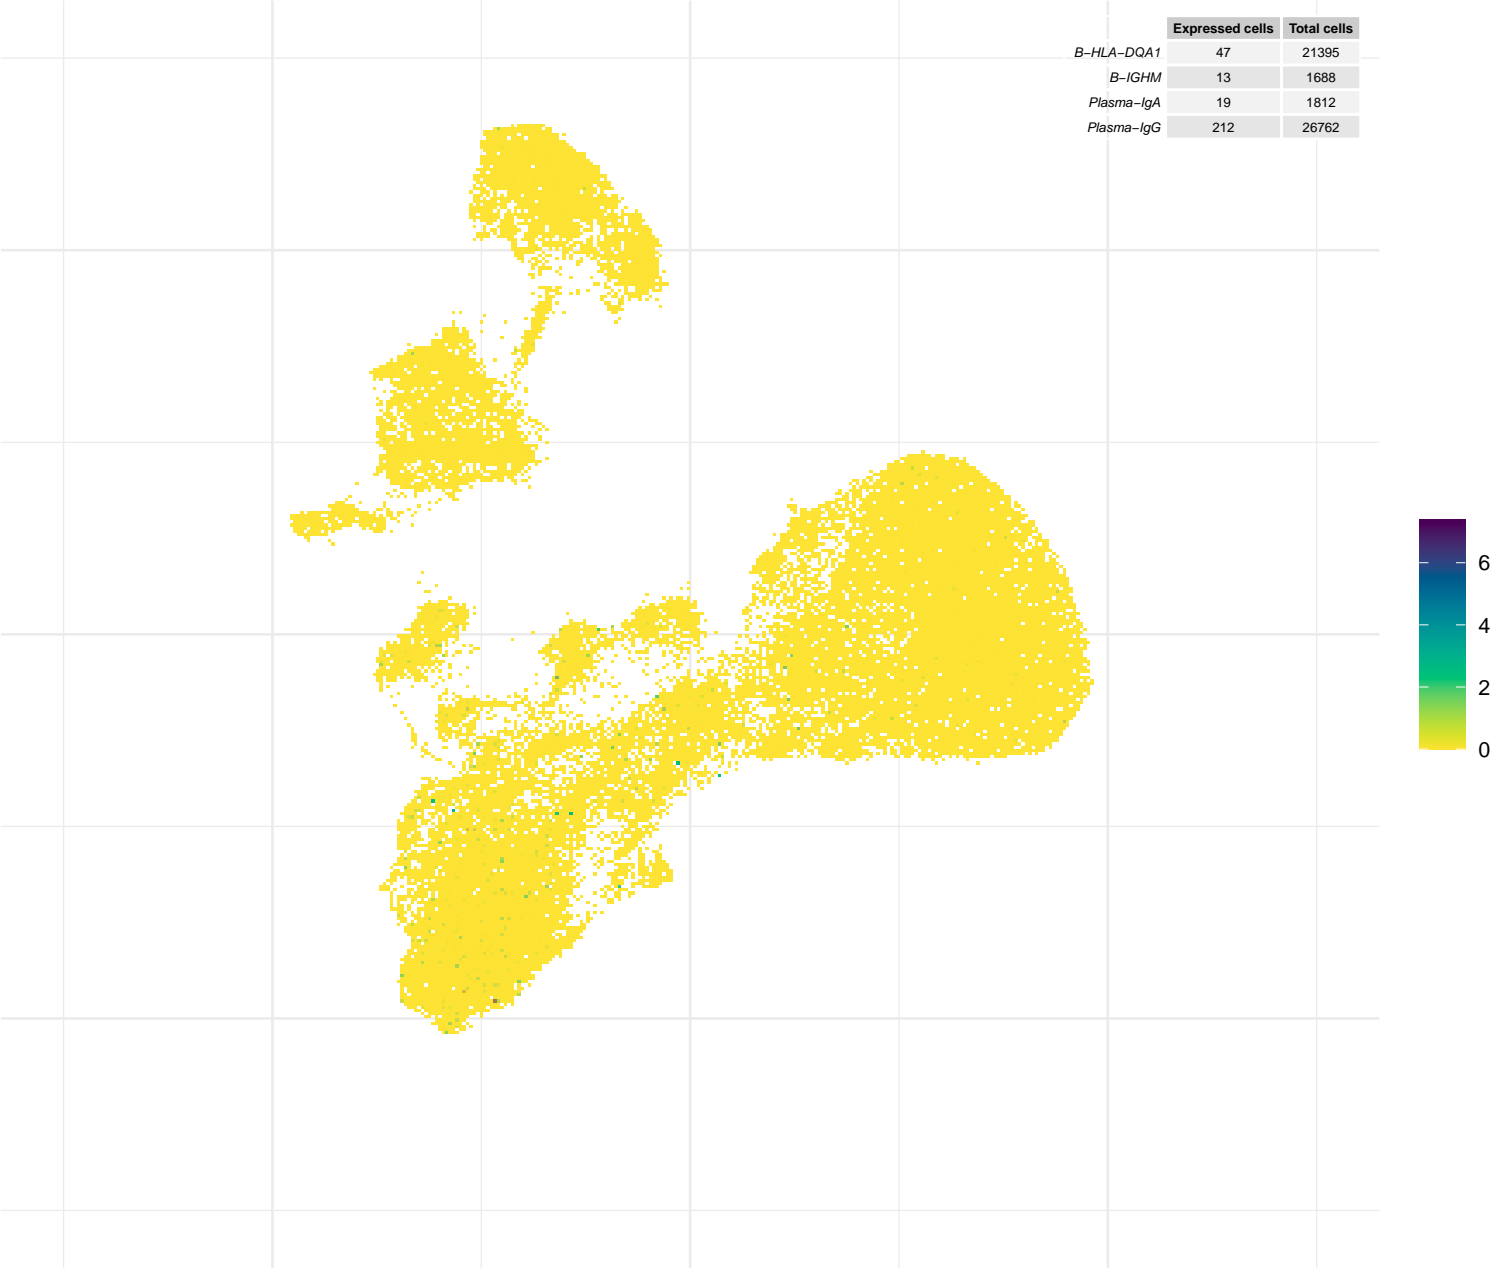 Expressed cells Total cells
B−HLA−DQA1 47 21395
B−IGHM 13 1688
Plasma−IgA 19 1812
Plasma−IgG 212 26762
6
4
2
0